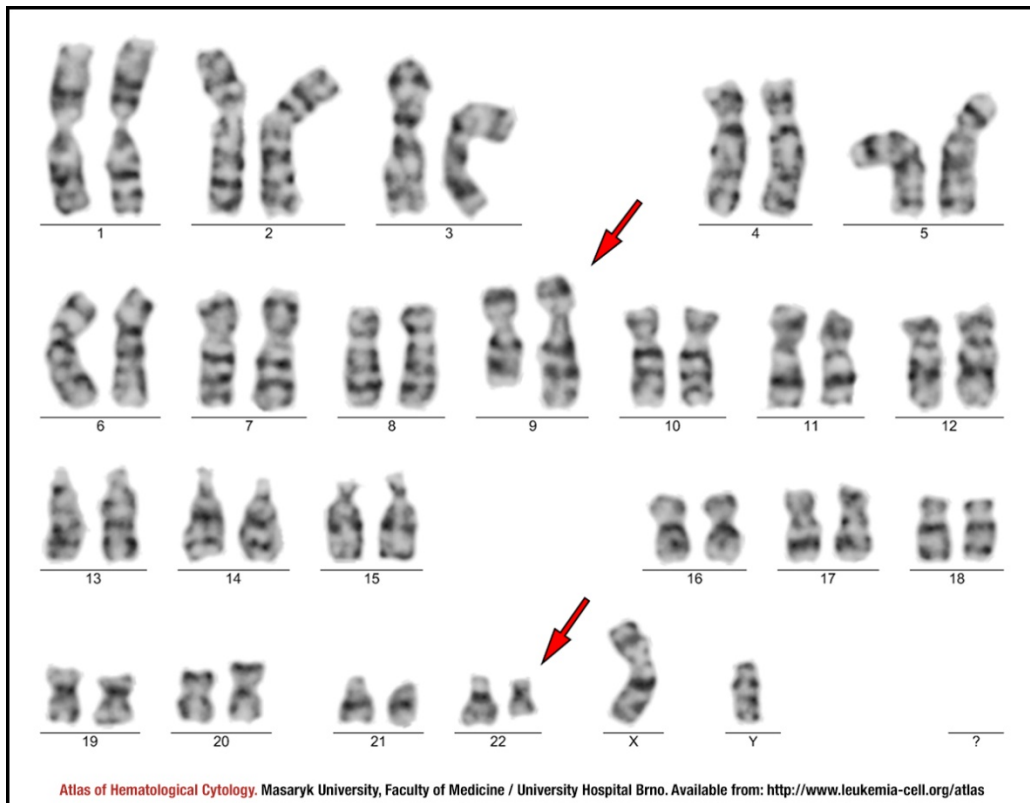 1 2 3 4 5
6 7 8 9 10 11 12
13 14 15 16 17 18
19 20 21 22 X Y ?
Atlas of Hematological Cytology. Masaryk University, Faculty of Medicine / University Hospital Brno. Available from: http://www.leukemia-cell.org/atlas